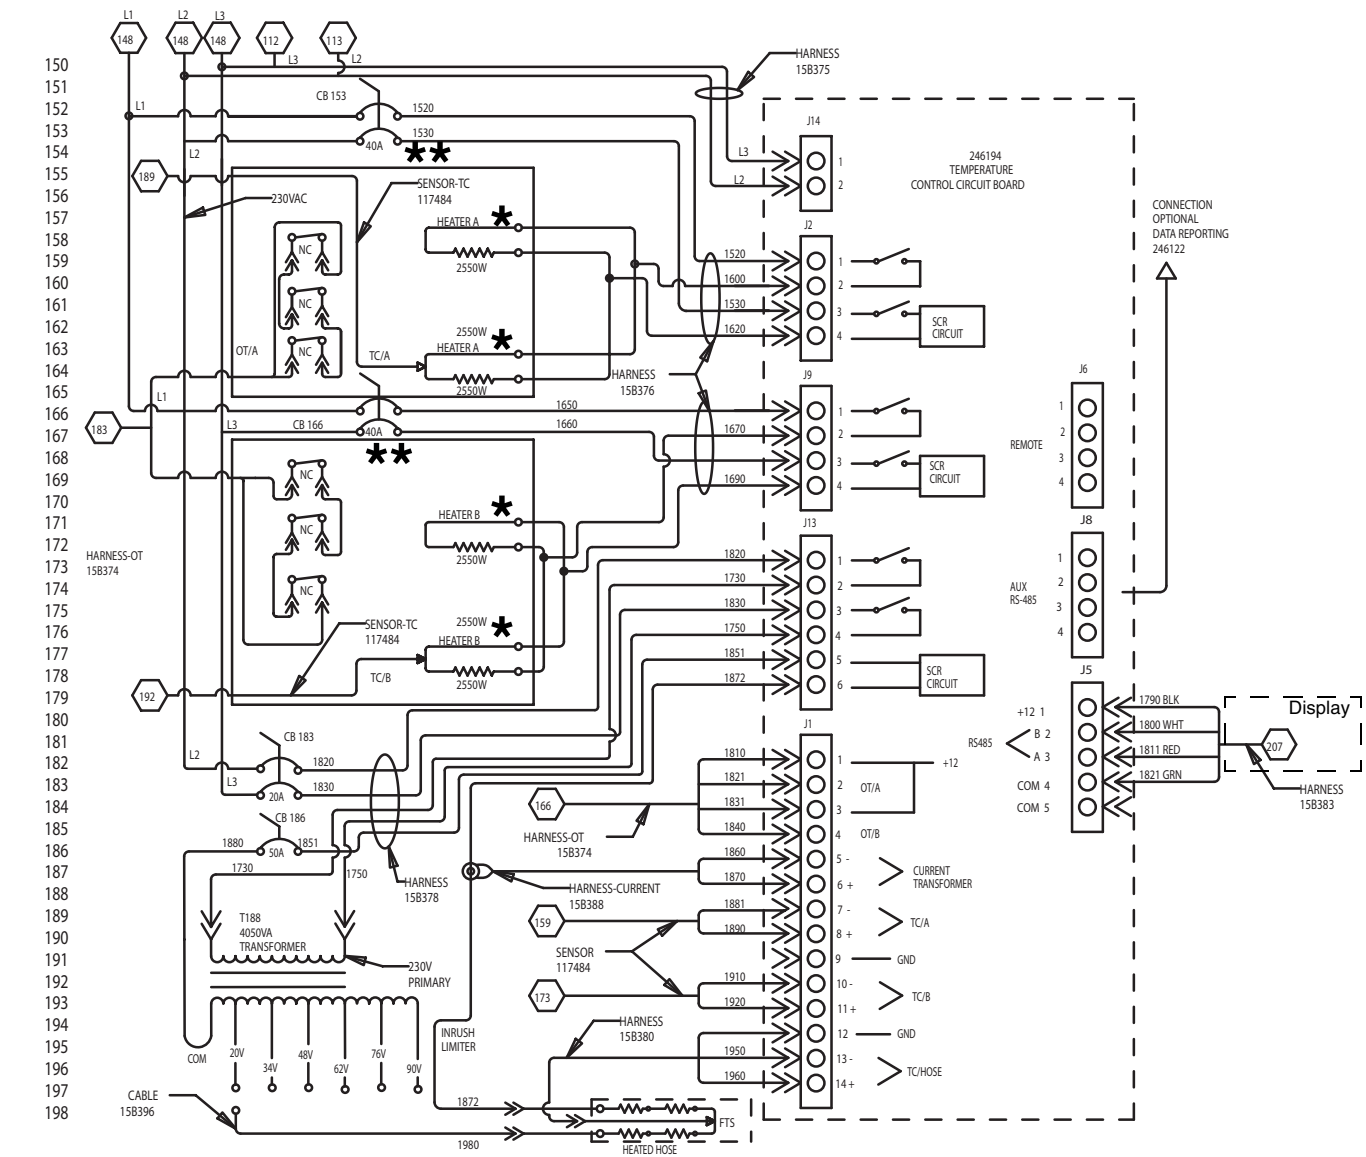 L1
L2
L3
148
148
148
112
113
L3
L2
150
151
152
153
154
155
156
157
158
159
160
161
162
163
164
165
166
167
168
169
170
171
172
173
174
175
176
177
178
179
180
181
182
183
184
185
186
187
188
189
190
191
192
193
194
195
196
197
198
HARNESS
15B375
CB 153
L1
1520
1530
40A
**
L2
J14
L3
1
L2
2
246194
TEMPERATURE
CONTROL CIRCUIT BOARD
189
SENSOR-TC
117484
230VAC
CONNECTION
OPTIONAL
DATA REPORTING
246122
HEATER A *
2550W
NC
NC
NC
OT/A
TC/A
2550W
HEATER A *
2550W
J2
1520
1
1600
2
1530
3
1620
4
SCR
CIRCUIT
HARNESS
15B376
L1
J9
1650
1
1660
1670
2
3
1690
4
SCR
CIRCUIT
183
L3
CB 166
40A
**
J6
1
2
3
4
REMOTE
NC
NC
NC
HEATER B *
2550W
2550W
HEATER B *
2550W
HARNESS-OT
15B374
SENSOR-TC
117484
TC/B
192
J13
1820
1
1730
2
1830
3
1750
4
1851
5
1872
6
SCR
CIRCUIT
J8
1
2
3
4
AUX
RS-485
J5
+12 1
B 2
A 3
RS485
COM 4
COM 5
1790 BLK
1800 WHT
1811 RED
1821 GRN
Display
207
HARNESS
15B383
CB 183
L2
1820
L3
1830
20A
CB 186
1880
1851
50A
1730
1750
HARNESS
15B378
T188
4050VA
TRANSFORMER
230V
PRIMARY
COM
20V
34V
48V
62V
76V
90V
CABLE
15B396
INRUSH
LIMITER
J1
1810
1
+12
1821
2
OT/A
1831
3
1840
4
OT/B
1860
5 -
1870
6 +
CURRENT
TRANSFORMER
1881
7 -
1890
8 +
TC/A
9
GND
1910
10 -
1920
11 +
TC/B
12
GND
1950
13 -
1960
14 +
TC/HOSE
166
HARNESS-OT
15B374
HARNESS-CURRENT
15B388
159
SENSOR
117484
173
HARNESS
15B380
1872
1980
FTS
HEATED HOSE